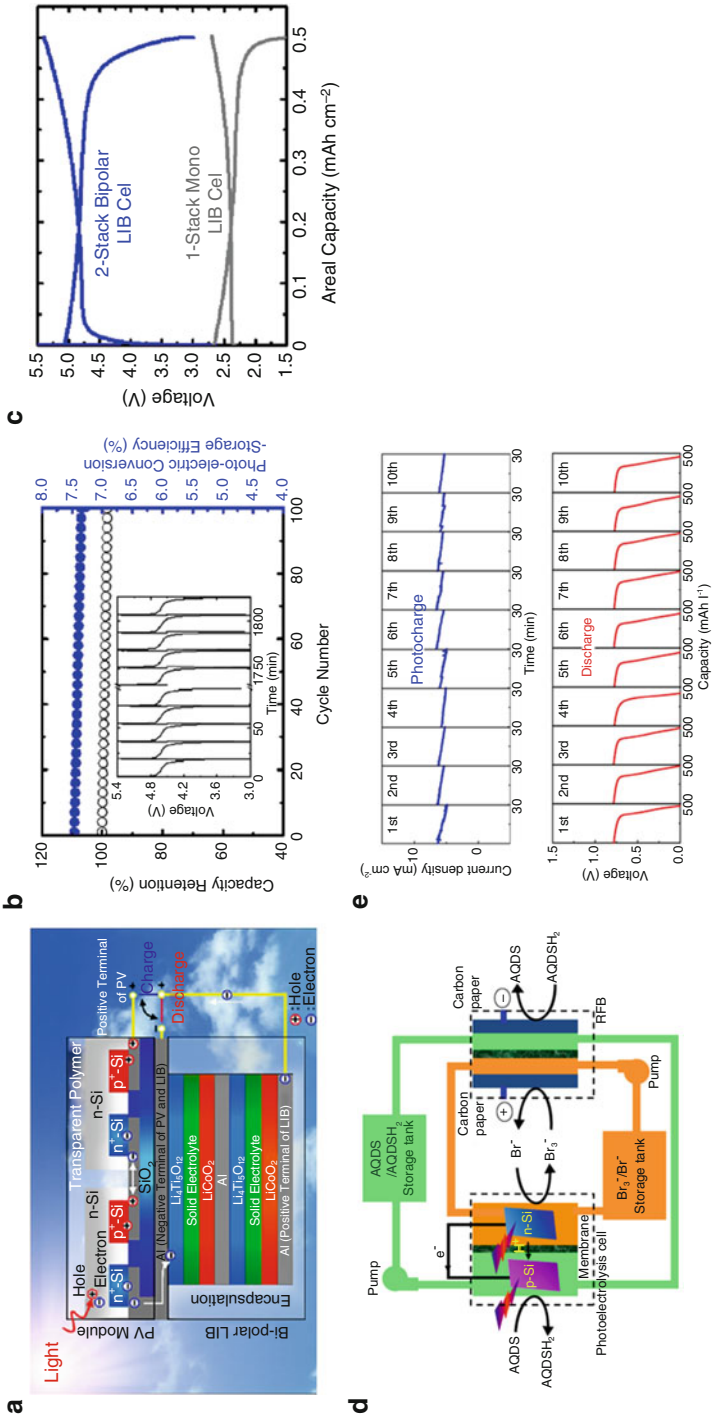 a
Light
Hole
Electron
Transparent Polymer
n-Si
n-Si
n⁺-Si
p⁺-Si
n⁺-Si
p⁺-Si
SiO₂
Al (Negative Terminal of PV and LIB)
Li₄Ti₅O₁₂
Solid Electrolyte
LiCoO₂
Al
Li₄Ti₅O₁₂
Solid Electrolyte
LiCoO₂
Al (Positive Terminal of LIB)
PV Module
Encapsulation
Bi-polar LIB
Positive Terminal
of PV
Charge
Discharge
:Hole
:Electron
b
Capacity Retention (%)
120
100
80
60
40
0
20
40
60
80
100
Cycle Number
Photo-electric Conversion
-Storage Efficiency (%)
8.0
7.5
7.0
6.5
6.0
5.5
5.0
4.5
4.0
Voltage (V)
5.4
4.8
4.2
3.6
3.0
0
50
1750
1800
Time (min)
c
Voltage (V)
5.5
5.0
4.5
4.0
3.5
3.0
2.5
2.0
1.5
2-Stack Bipolar
LIB Cel
1-Stack Mono
LIB Cel
0
0.1
0.2
0.3
0.4
0.5
Areal Capacity (mAh cm⁻²)
d
Pump
AQDS
/AQDSH₂
Storage tank
AQDS
AQDSH₂
e⁻
p-Si
H⁺
n-Si
Membrane
Photoelectrolysis cell
Br⁻
Br₃⁻
Br₃⁻/Br⁻
Storage tank
Pump
Carbon
paper
Carbon
paper
+
−
AQDS
AQDSH₂
RFB
e
Current density (mA cm⁻²)
10
0
1st
2nd
3rd
4th
5th
6th
7th
8th
9th
10th
Photocharge
30
30
30
30
30
30
30
30
30
30
Time (min)
Voltage (V)
1.5
1.0
0.5
0.0
1st
2nd
3rd
4th
5th
6th
7th
8th
9th
10th
Discharge
500
500
500
500
500
500
500
500
500
500
Capacity (mAh l⁻¹)